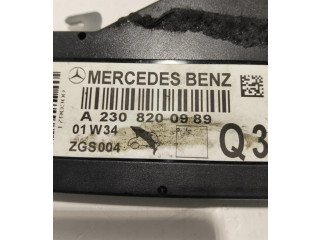 MERCEDES BENZ
A 230 820 09 89
01 W34
ZGS004
Q3